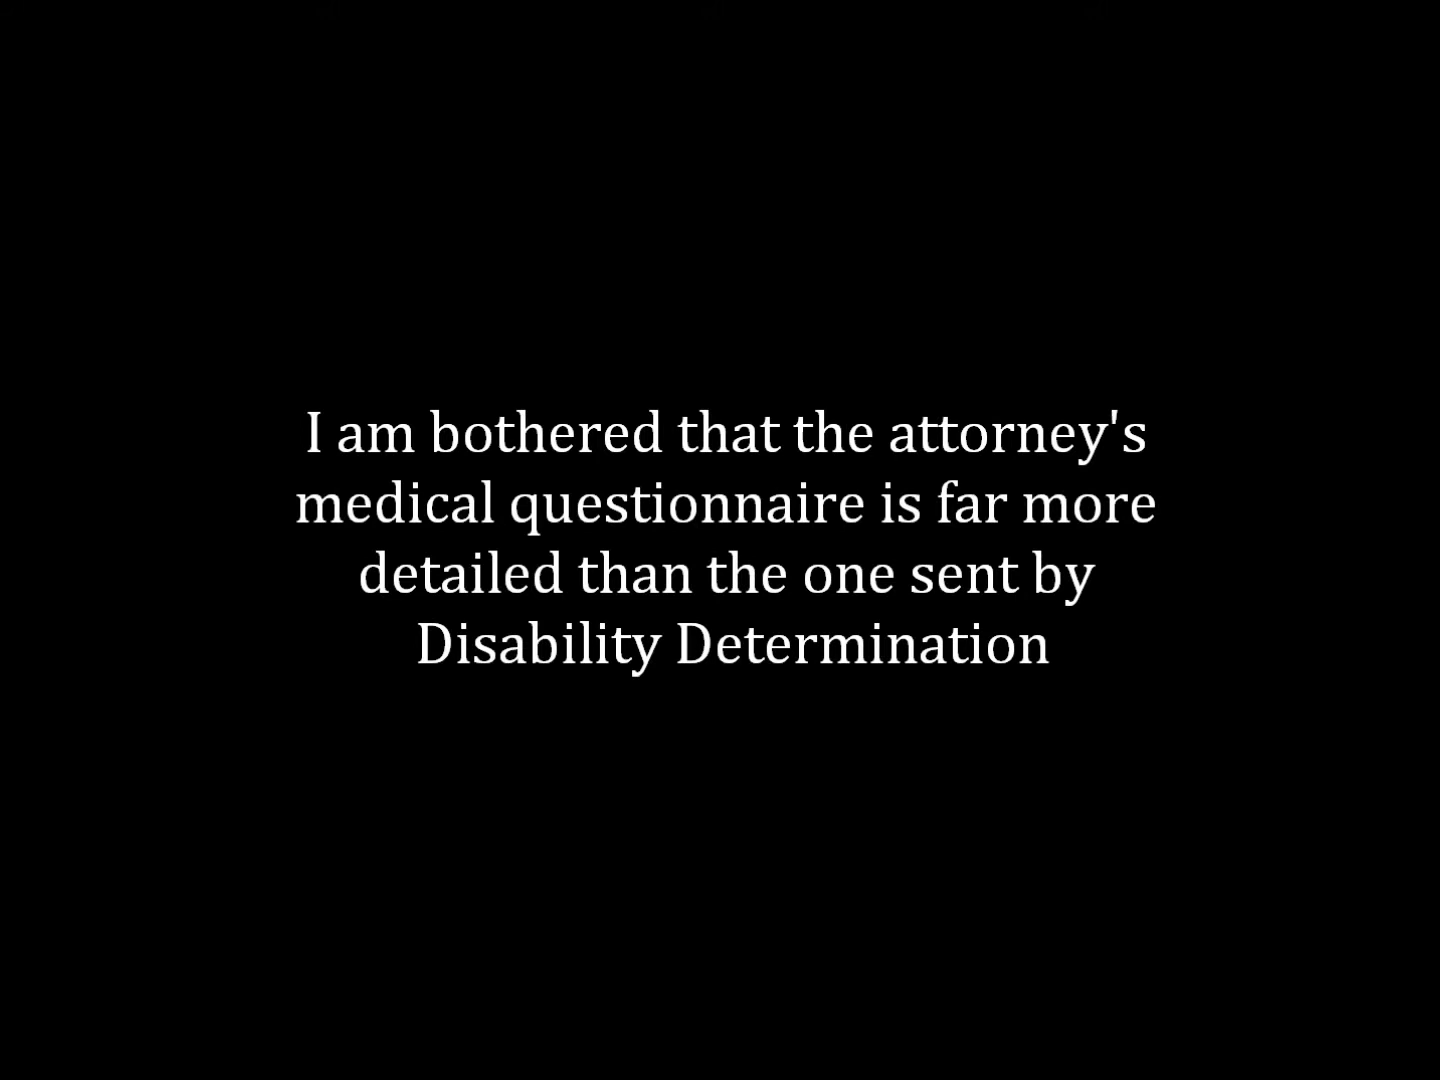 I am bothered that the attorney's
medical questionnaire is far more
detailed than the one sent by
Disability Determination